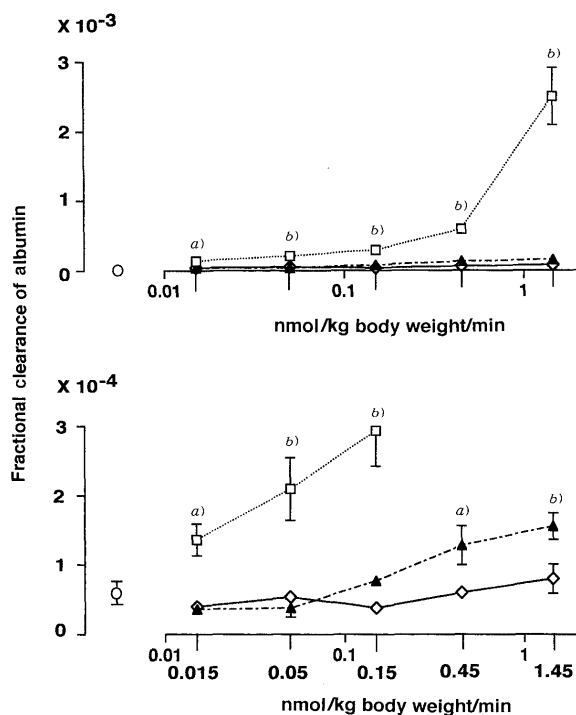 X 10-3
3
b)
2
Fractional clearance of albumin
1
b)
a)
b)
b)
0
0.01
0.1
1
nmol/kg body weight/min
X 10-4
3
b)
b)
2
a)
a)
b)
1
0
0.01
0.1
1
0.015
0.05
0.15
0.45
1.45
nmol/kg body weight/min